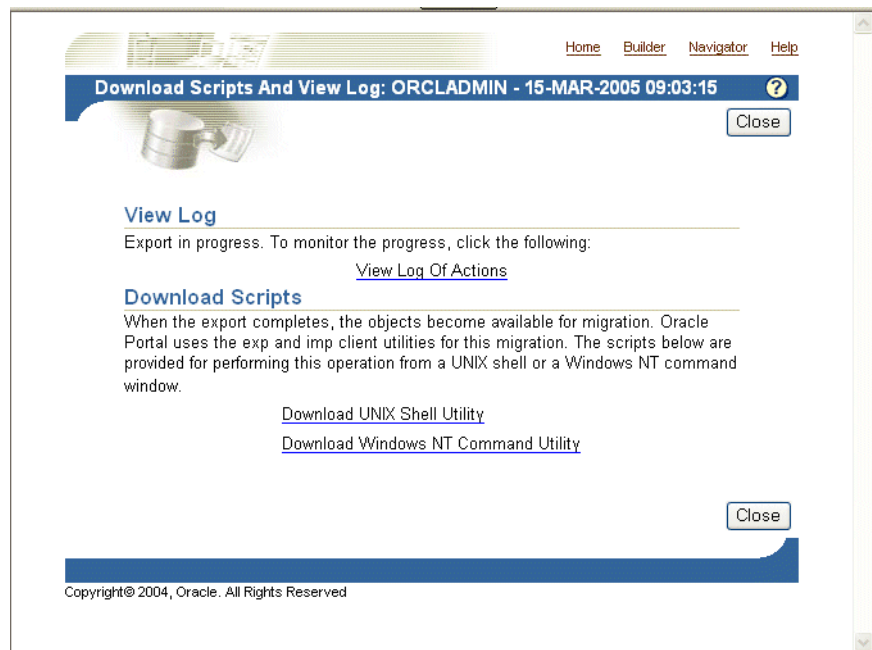 Home Builder Navigator Help
Download Scripts And View Log: ORCLADMIN - 15-MAR-2005 09:03:15 ?
Close
View Log
Export in progress. To monitor the progress, click the following:
View Log Of Actions
Download Scripts
When the export completes, the objects become available for migration. Oracle
Portal uses the exp and imp client utilities for this migration. The scripts below are
provided for performing this operation from a UNIX shell or a Windows NT command
window.
Download UNIX Shell Utility
Download Windows NT Command Utility
Close
Copyright© 2004, Oracle. All Rights Reserved